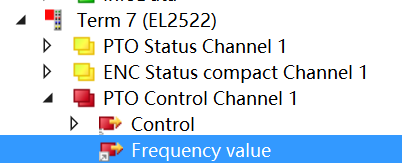 Term 7 (EL2522)
PTO Status Channel 1
ENC Status compact Channel 1
PTO Control Channel 1
Control
Frequency value